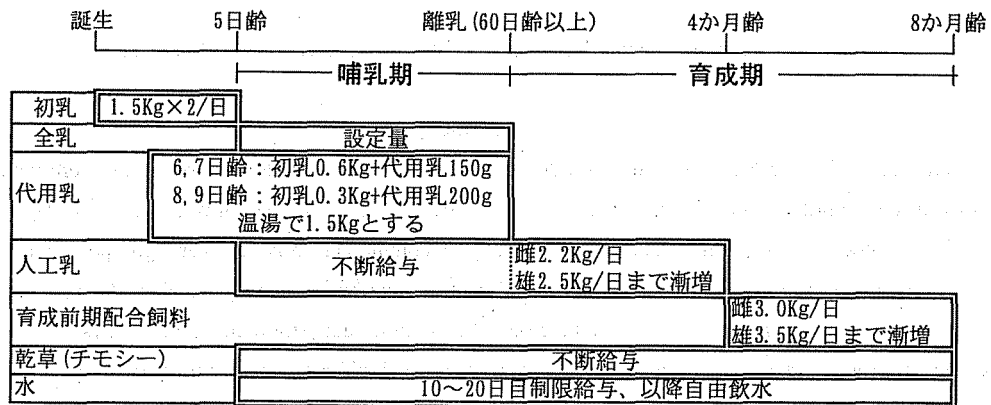 誕生 5日齢 離乳(60日齢以上) 4か月齢 8か月齢
哺乳期 育成期
初乳 1.5Kg×2/日
全乳 設定量
代用乳 6,7日齢:初乳0.6Kg+代用乳150g
8,9日齢:初乳0.3Kg+代用乳200g
温湯で1.5Kgとする
人工乳 不断給与 雌2.2Kg/日
雄2.5Kg/日まで漸増
育成前期配合飼料 雌3.0Kg/日
雄3.5Kg/日まで漸増
乾草(チモシー) 不断給与
水 10~20日目制限給与、以降自由飲水